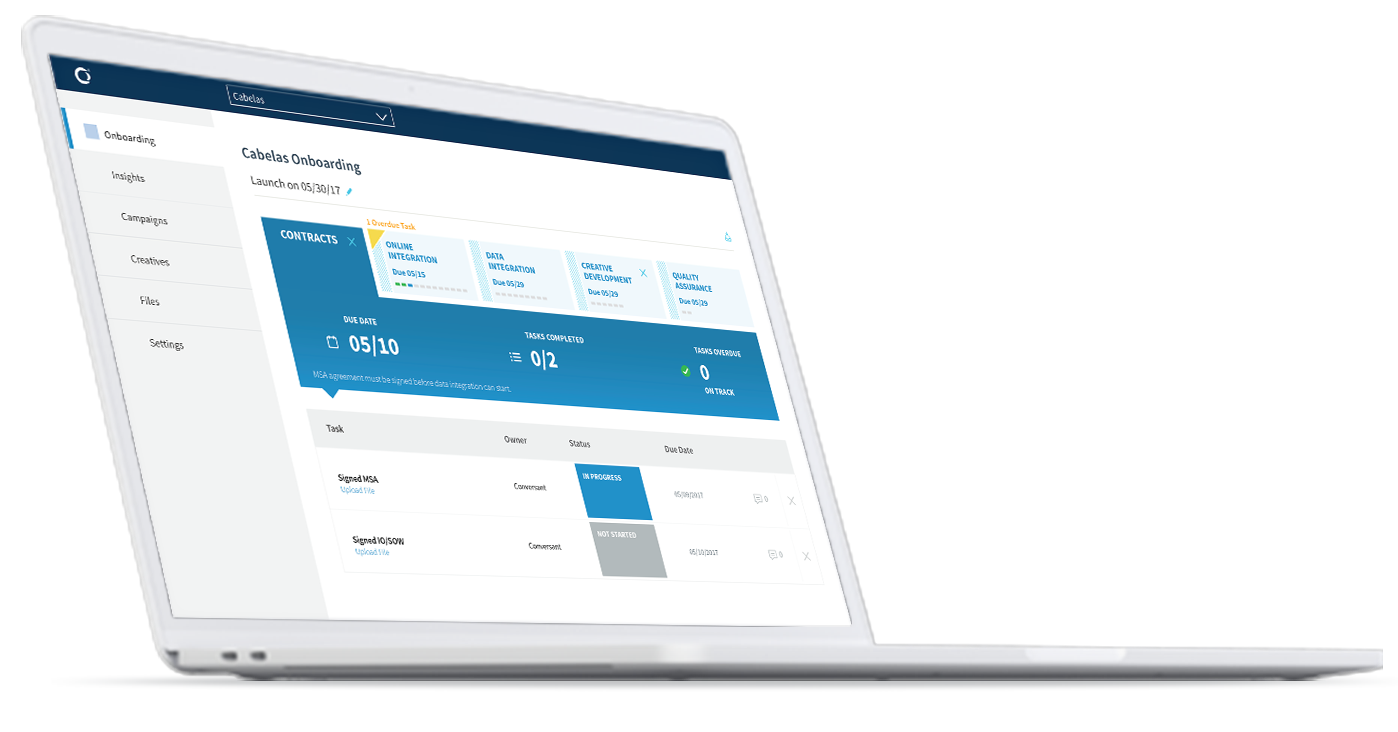 Cabelas
Onboarding
Insights
Campaigns
Creatives
Files
Settings
Cabelas Onboarding
Launch on 05/30/17
1 Overdue Task
CONTRACTS
ONLINE
INTEGRATION
Due 05/15
DATA
INTEGRATION
Due 05/29
CREATIVE
DEVELOPMENT
Due 05/29
QUALITY
ASSURANCE
Due 05/29
DUE DATE
05/10
TASKS COMPLETED
0/2
TASKS OVERDUE
0
ON TRACK
MSA agreement must be signed before data integration can start.
Task Owner Status Due Date
Signed MSA
Upload File
Conversant
IN PROGRESS
05/08/2017
0
Signed IO/SOW
Upload File
Conversant
NOT STARTED
05/10/2017
0